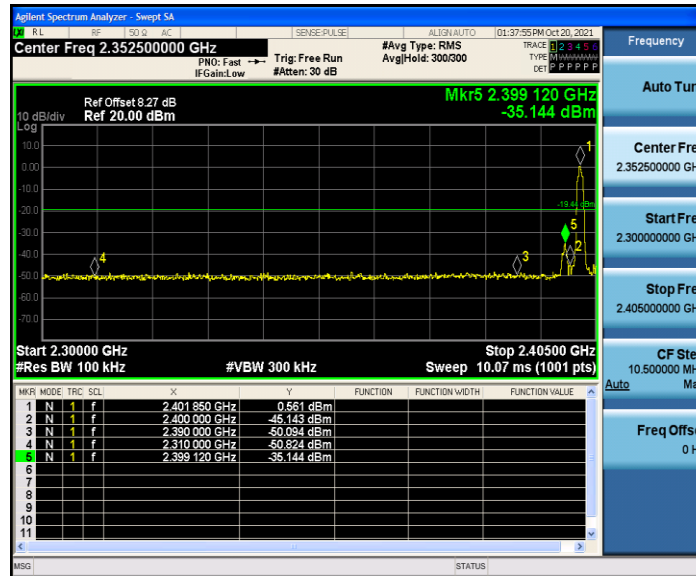 Agilent Spectrum Analyzer - Swept SA
RL RF 50 Ω AC SENSE:PULSE ALIGN AUTO 01:37:55 PM Oct 20, 2021
Center Freq 2.352500000 GHz
PNO: Fast
IFGain:Low
Trig: Free Run
#Atten: 30 dB
#Avg Type: RMS
Avg|Hold: 300/300
TRACE 1 2 3 4 5 6
TYPE M
DET P P P P P P
Ref Offset 8.27 dB
Ref 20.00 dBm
10 dB/div
Log
Mkr5 2.399 120 GHz
-35.144 dBm
10.0
0.00
-10.0
-20.0
-30.0
-40.0
-50.0
-60.0
-70.0
1
-19.44 dBm
5
2
3
4
Start 2.30000 GHz
Stop 2.40500 GHz
#Res BW 100 kHz #VBW 300 kHz Sweep 10.07 ms (1001 pts)
MKR MODE TRC SCL X Y FUNCTION FUNCTION WIDTH FUNCTION VALUE
1 N 1 f 2.401 850 GHz 0.561 dBm
2 N 1 f 2.400 000 GHz -45.143 dBm
3 N 1 f 2.390 000 GHz -50.094 dBm
4 N 1 f 2.310 000 GHz -50.824 dBm
5 N 1 f 2.399 120 GHz -35.144 dBm
6
7
8
9
10
11
MSG STATUS
Frequency
Auto Tun
Center Fre
2.352500000 GH
Start Fre
2.300000000 GH
Stop Fre
2.405000000 GH
CF Ste
10.500000 MH
Auto Ma
Freq Offs
0 H